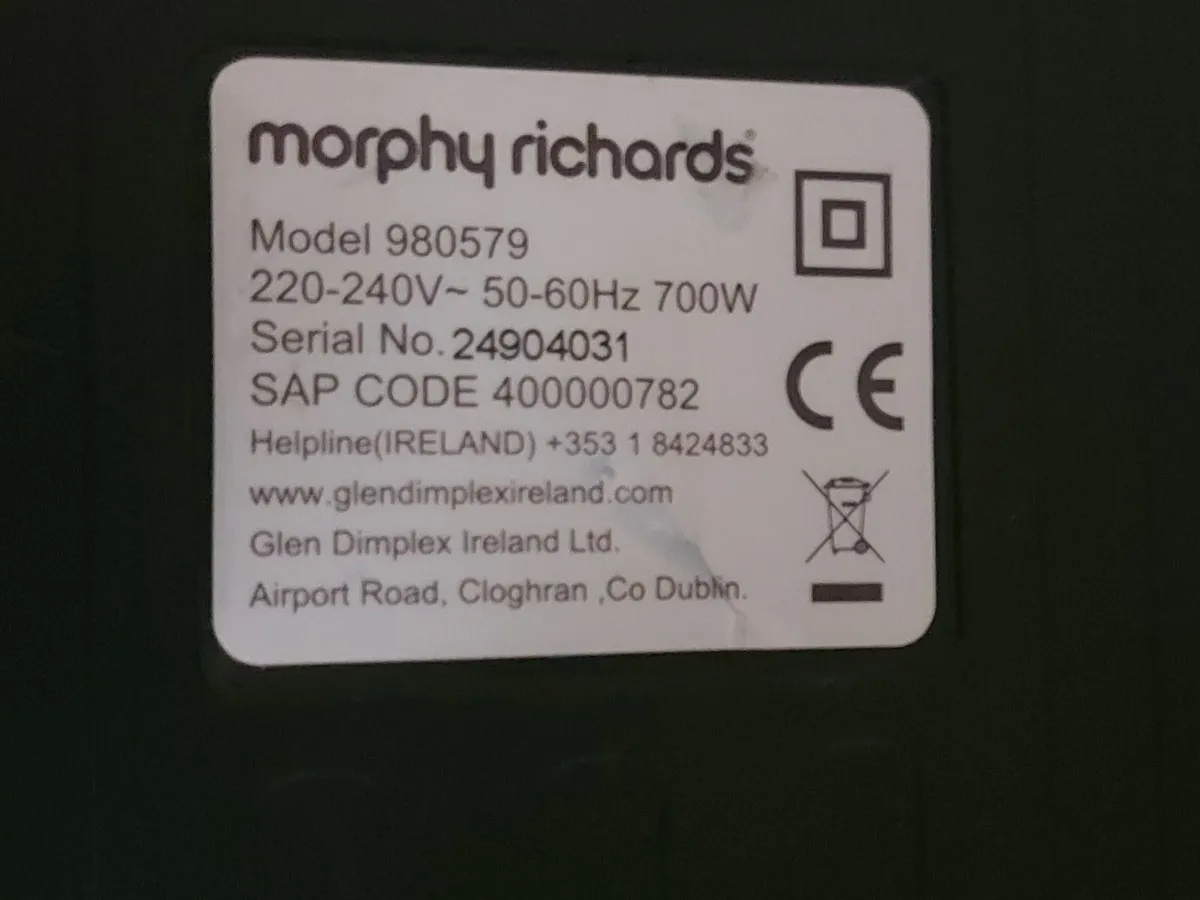 morphy richards®
Model 980579
220-240V~ 50-60Hz 700W
Serial No. 24904031
SAP CODE 400000782
Helpline(IRELAND) +353 1 8424833
www.glendimplexireland.com
Glen Dimplex Ireland Ltd.
Airport Road, Cloghran ,Co Dublin.
CE